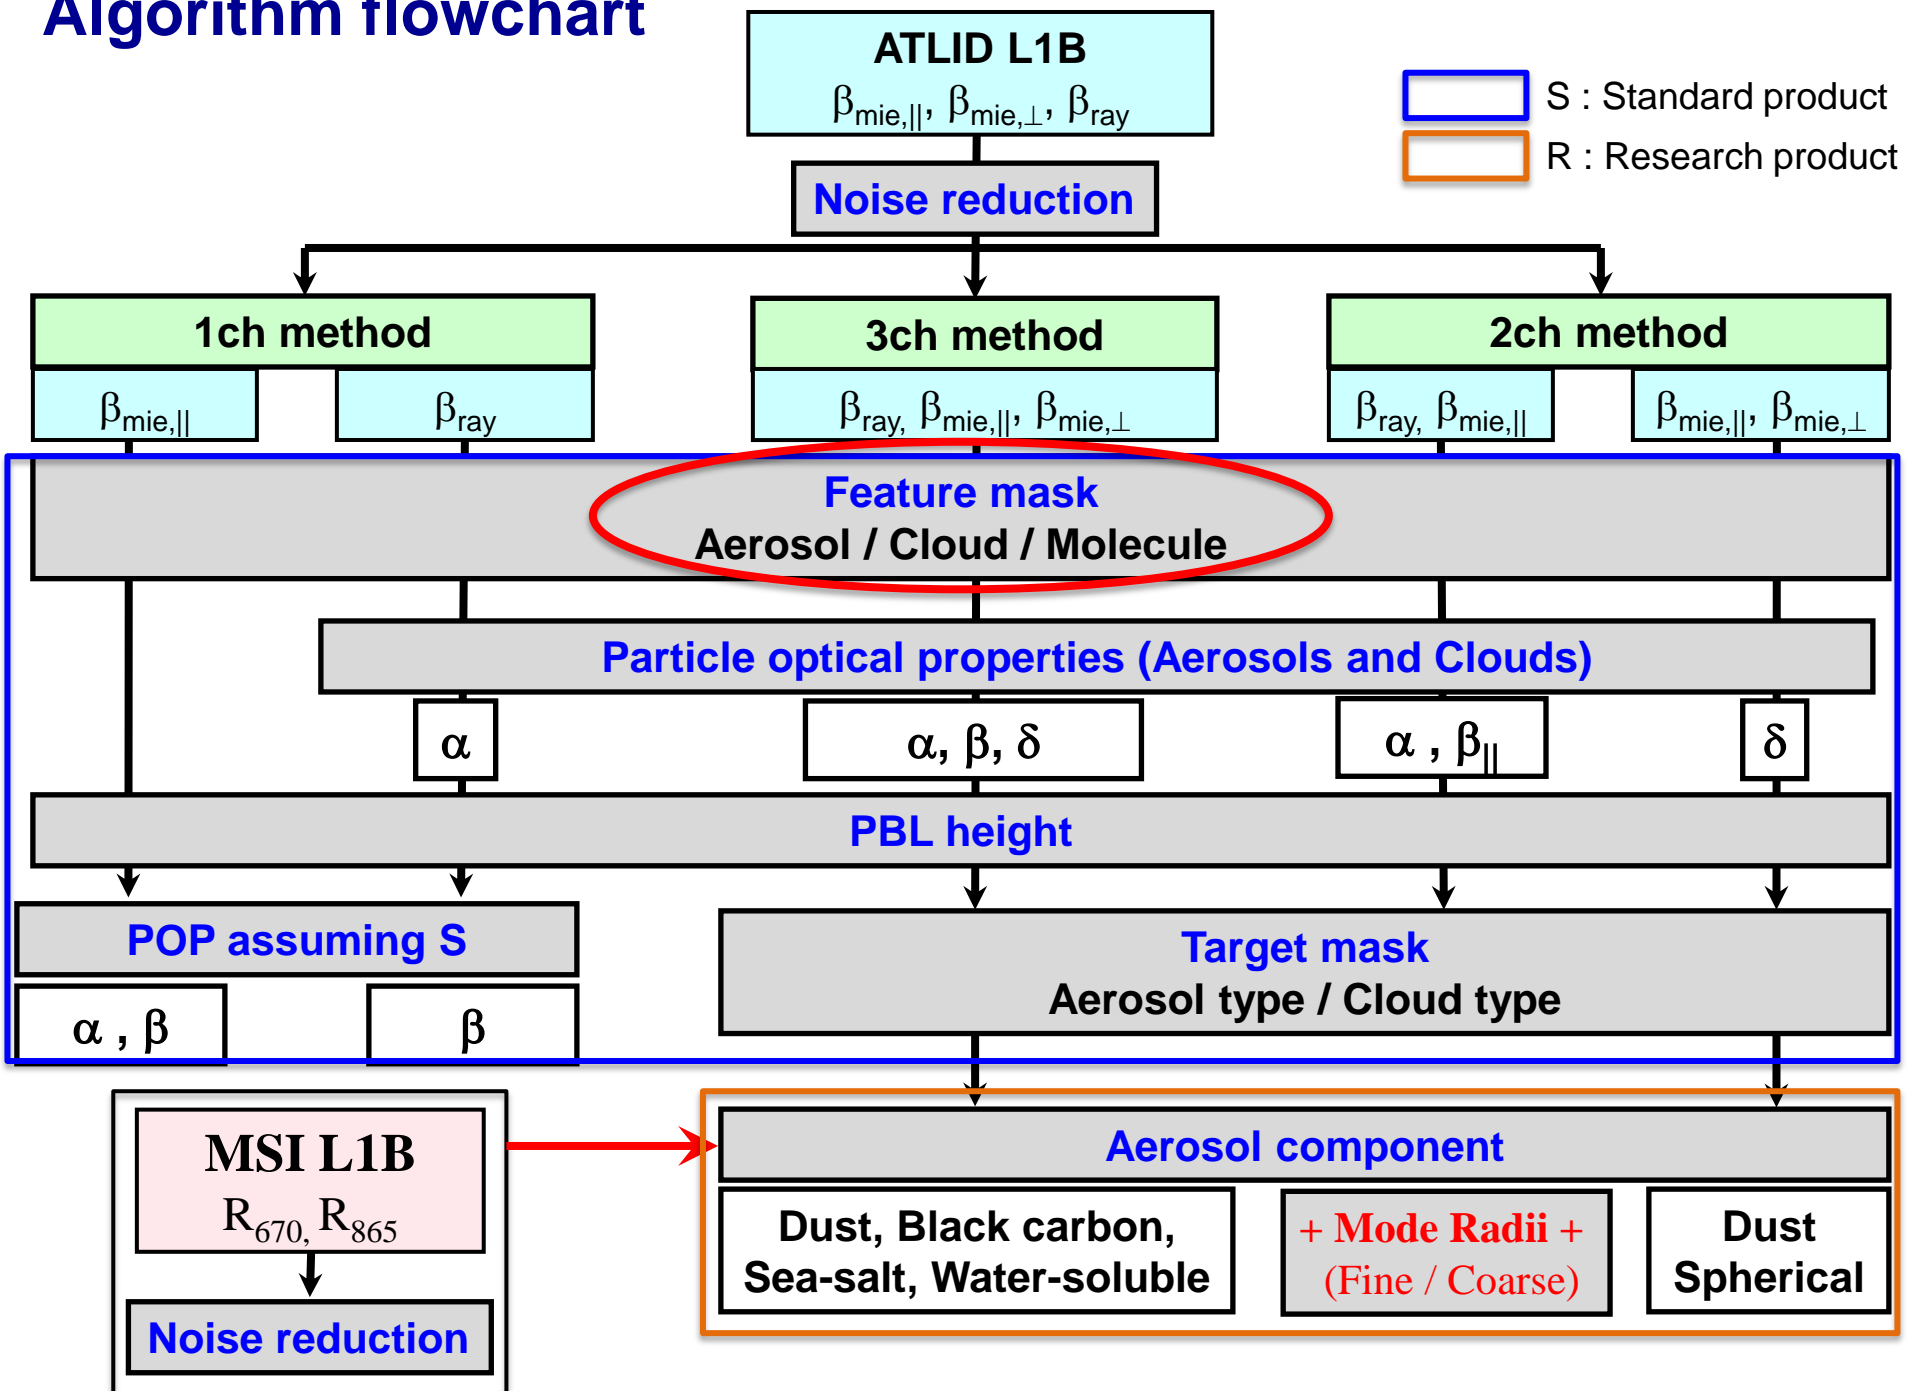 Algorithm flowchart
ATLID L1B
βmie,||, βmie,⊥, βray
S : Standard product
R : Research product
Noise reduction
1ch method
3ch method
2ch method
βmie,||
βray
βray, βmie,||, βmie,⊥
βray, βmie,||
βmie,||, βmie,⊥
Feature mask
Aerosol / Cloud / Molecule
Particle optical properties (Aerosols and Clouds)
α
α, β, δ
α , β||
δ
PBL height
POP assuming S
α , β
β
Target mask
Aerosol type / Cloud type
MSI L1B
R670, R865
Noise reduction
Aerosol component
Dust, Black carbon,
Sea-salt, Water-soluble
+ Mode Radii +
(Fine / Coarse)
Dust
Spherical